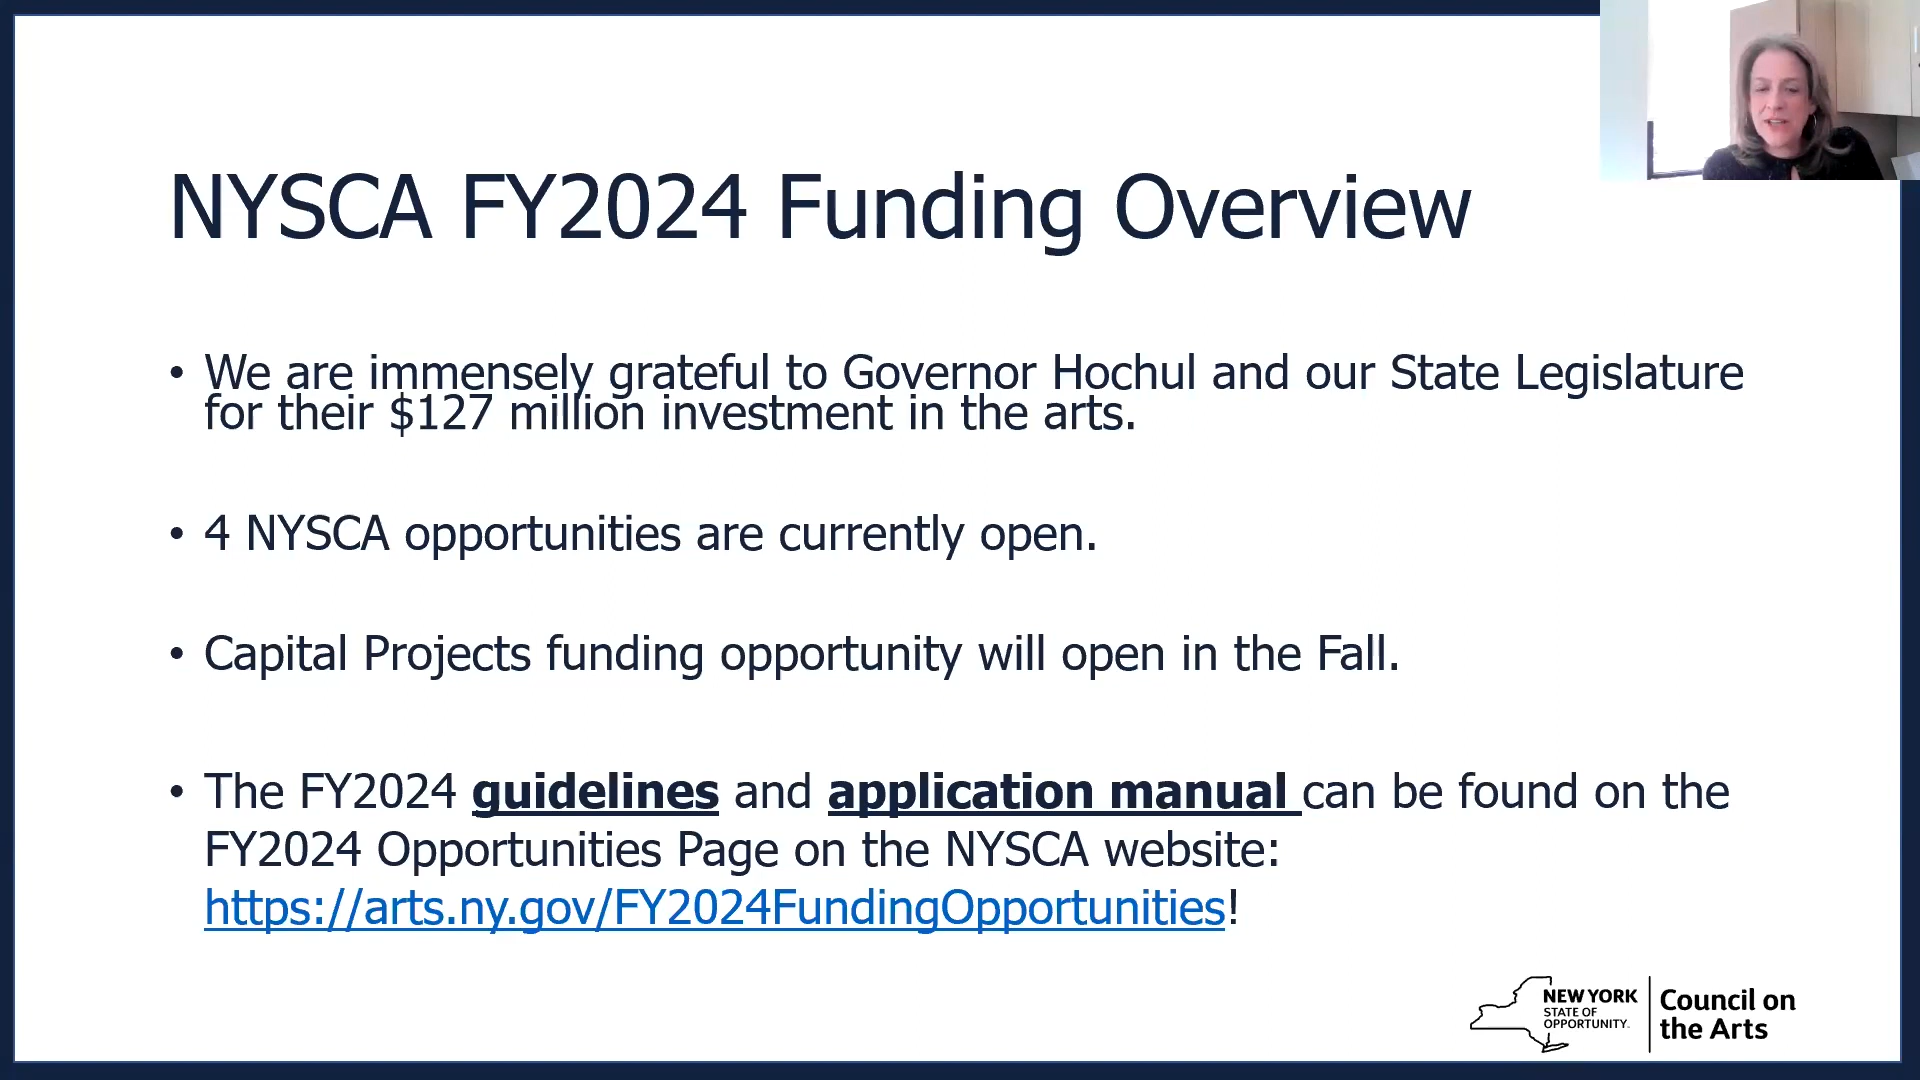 NYSCA FY2024 Funding Overview
• We are immensely grateful to Governor Hochul and our State Legislature
for their $127 million investment in the arts.
• 4 NYSCA opportunities are currently open.
• Capital Projects funding opportunity will open in the Fall.
• The FY2024 guidelines and application manual can be found on the
FY2024 Opportunities Page on the NYSCA website:
https://arts.ny.gov/FY2024FundingOpportunities!
NEW YORK
STATE OF
OPPORTUNITY.
Council on
the Arts